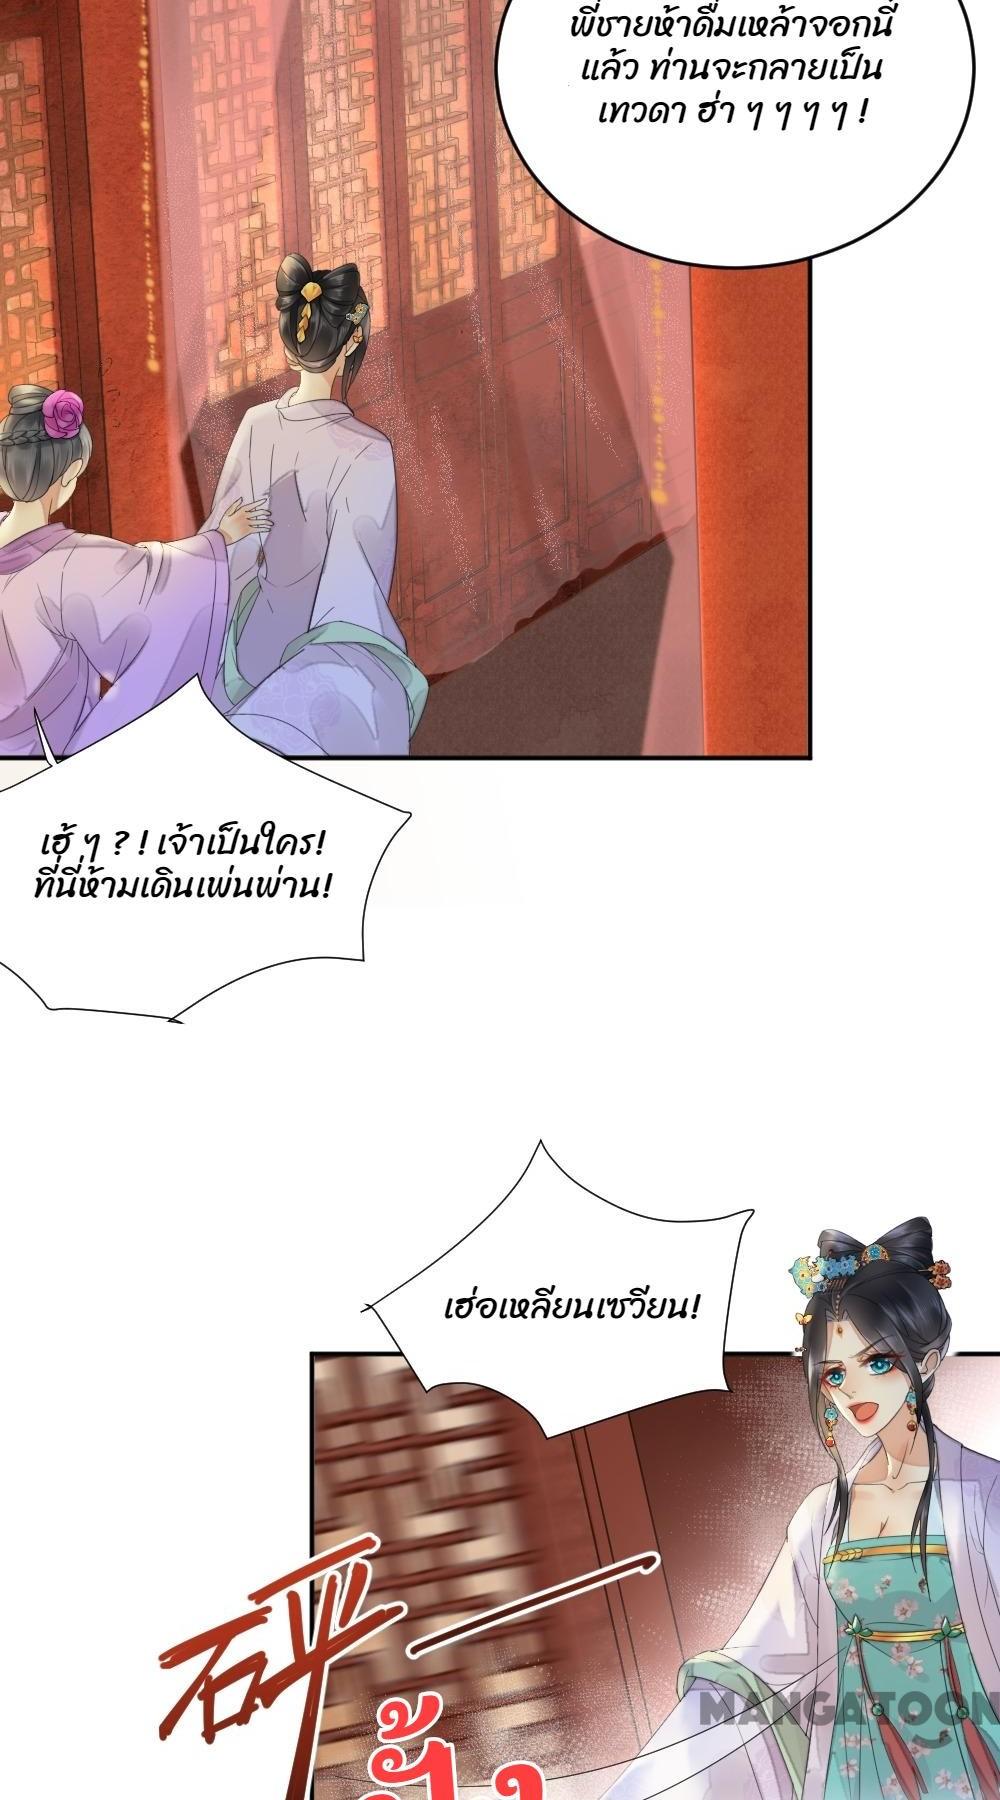 พี่ชายห้าดื่มเหล้าจอกนี้
แล้ว ท่านจะกลายเป็น
เทวดา ฮ่า ๆ ๆ ๆ ๆ !
เฮ้ ๆ ? ! เจ้าเป็นใคร!
ที่นี่ห้ามเดินเพ่นพ่าน!
เฮ่อเหลียนเซวียน!
砰
ปั้ง
MANGATOON